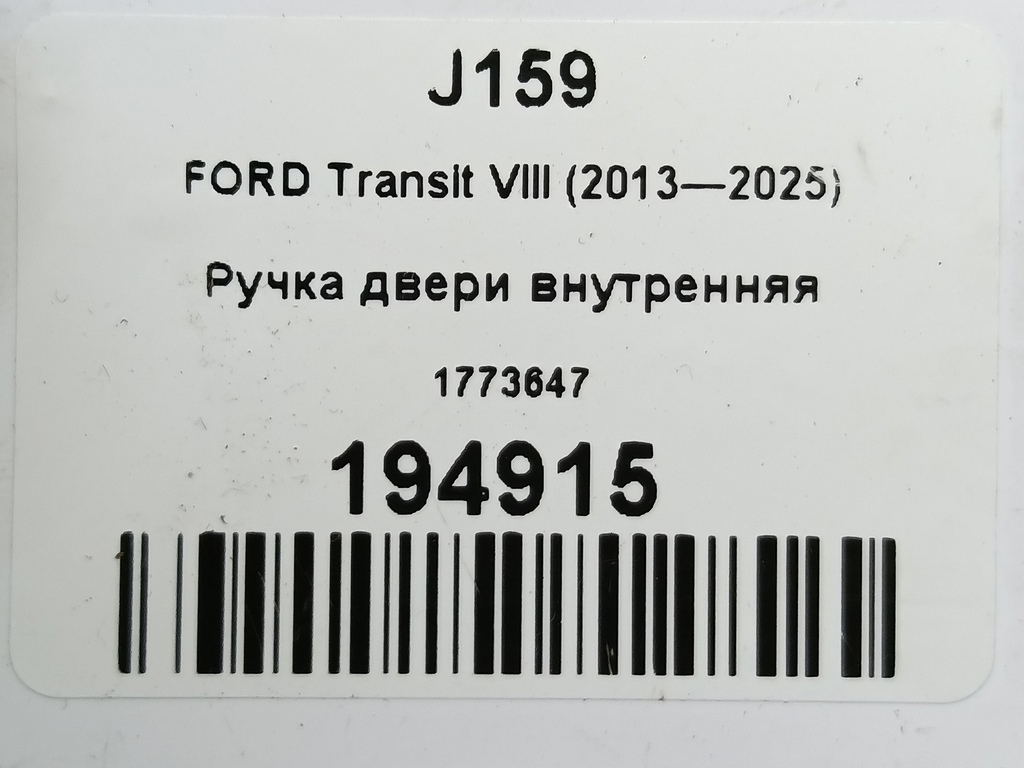 J159
FORD Transit VIII (2013—2025)
Ручка двери внутренняя
1773647
194915